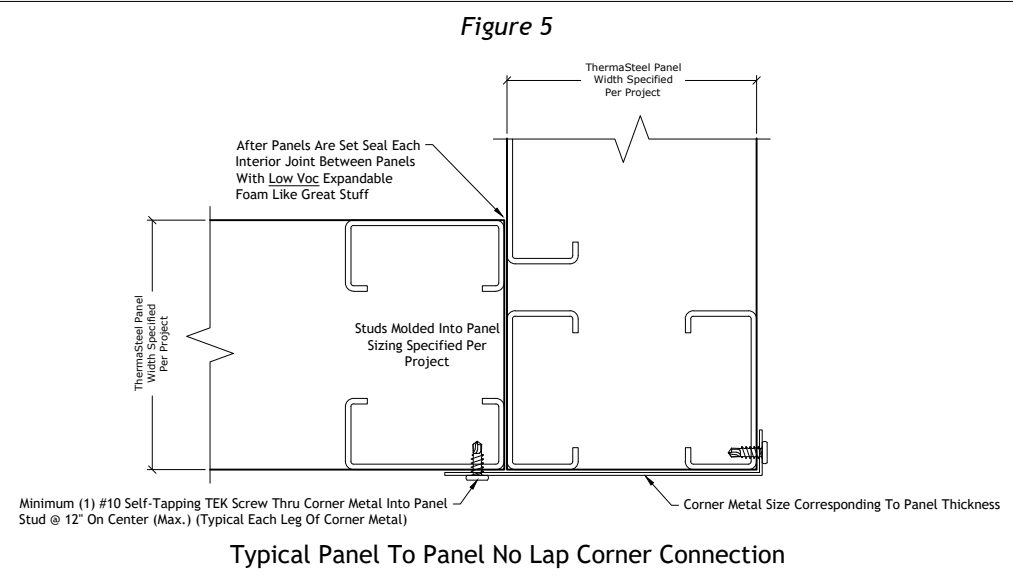 Figure 5
ThermaSteel Panel
Width Specified
Per Project
After Panels Are Set Seal Each
Interior Joint Between Panels
With Low Voc Expandable
Foam Like Great Stuff
ThermaSteel Panel
Width Specified
Per Project
Studs Molded Into Panel
Sizing Specified Per
Project
Minimum (1) #10 Self-Tapping TEK Screw Thru Corner Metal Into Panel
Stud @ 12" On Center (Max.) (Typical Each Leg Of Corner Metal)
Corner Metal Size Corresponding To Panel Thickness
Typical Panel To Panel No Lap Corner Connection